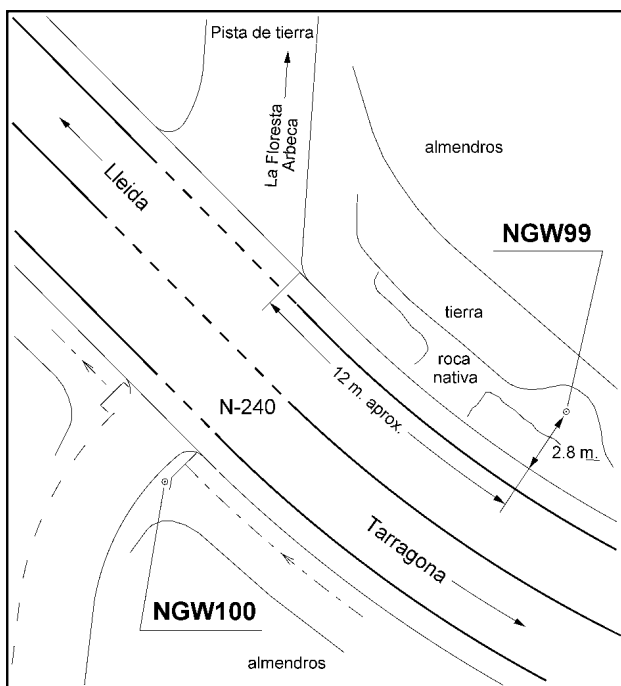 Pista de tierra
La Floresta
Arbeca
almendros
Lleida
NGW99
tierra
roca
nativa
12 m. aprox.
N-240
2.8 m.
Tarragona
NGW100
almendros